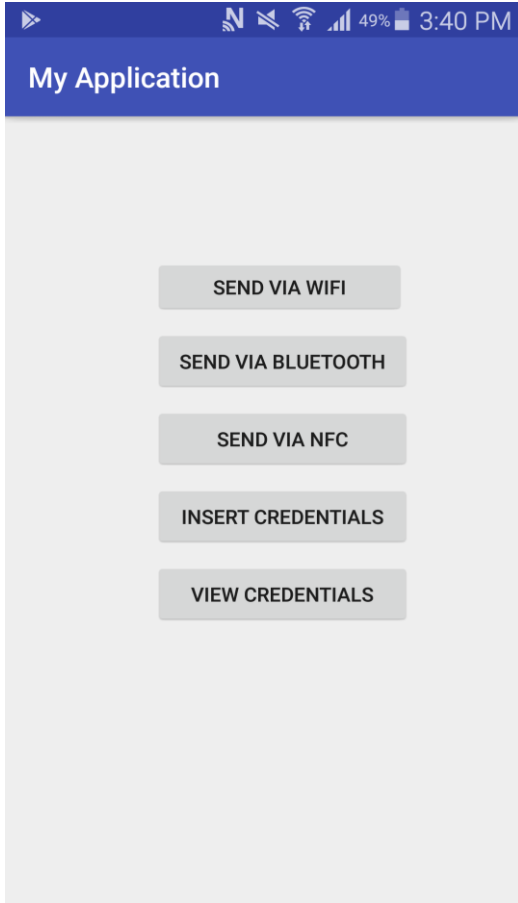 49% 3:40 PM
My Application
SEND VIA WIFI
SEND VIA BLUETOOTH
SEND VIA NFC
INSERT CREDENTIALS
VIEW CREDENTIALS